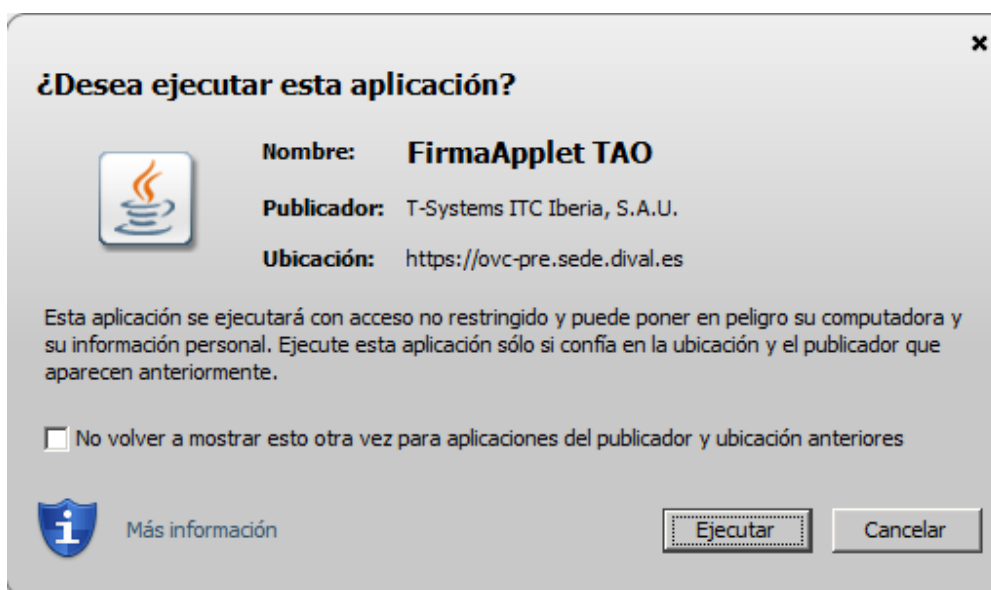 ¿Desea ejecutar esta aplicación?
Nombre: FirmaApplet TAO
Publicador: T-Systems ITC Iberia, S.A.U.
Ubicación: https://ovc-pre.sede.dival.es
Esta aplicación se ejecutará con acceso no restringido y puede poner en peligro su computadora y
su información personal. Ejecute esta aplicación sólo si confía en la ubicación y el publicador que
aparecen anteriormente.
No volver a mostrar esto otra vez para aplicaciones del publicador y ubicación anteriores
Más información
Ejecutar
Cancelar